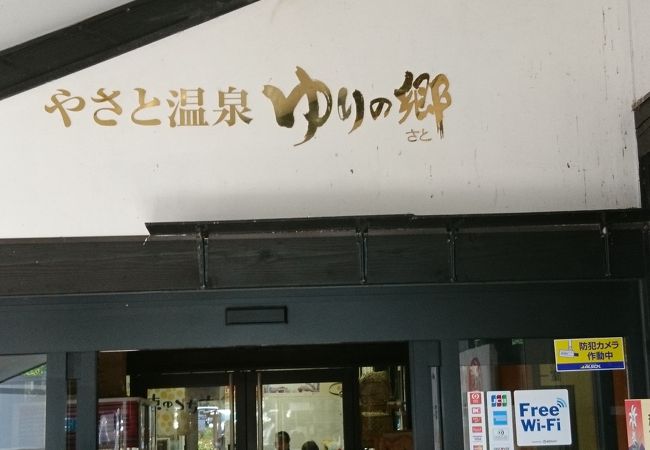 やさと温泉 ゆりの郷
さと
防犯カメラ
作動中
JCB
Free
Wi-Fi